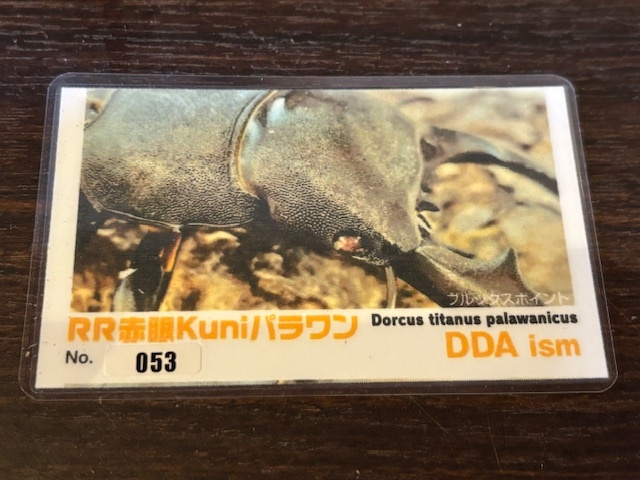 ブルッタスポイント
RR赤眼Kuniパラワン
Dorcus titanus palawanicus
No. 053
DDA ism